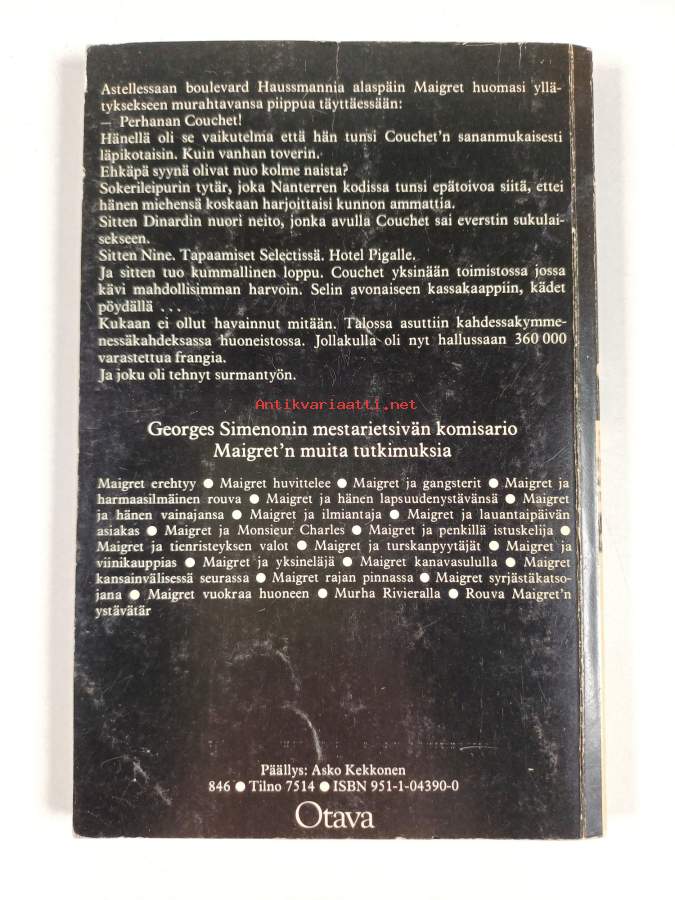 Astellessaan boulevard Haussmannia alaspäin Maigret huomasi yllä-
tyksekseen murahtavansa piippua täyttäessään:
— Perhanan Couchet!
Hänellä oli se vaikutelma että hän tunsi Couchet'n sananmukaisesti
läpikotaisin. Kuin vanhan toverin.
Ehkäpä syynä olivat nuo kolme naista?
Sokerileipurin tytär, joka Nanterren kodissa tunsi epätoivoa siitä, ettei
hänen miehensä koskaan harjoittaisi kunnon ammattia.
Sitten Dinardin nuori neito, jonka avulla Couchet sai everstin sukulai-
sekseen.
Sitten Nine. Tapaamiset Selectissä. Hotel Pigalle.
Ja sitten tuo kummallinen loppu. Couchet yksinään toimistossa jossa
kävi mahdollisimman harvoin. Selin avonaiseen kassakaappiin, kädet
pöydällä ...
Kukaan ei ollut havainnut mitään. Talossa asuttiin kahdessakymme-
nessäkahdeksassa huoneistossa. Jollakulla oli nyt hallussaan 360 000
varastettua frangia.
Ja joku oli tehnyt surmantyön.
Antikvariaatti.net
Georges Simenonin mestarietsivän komisario
Maigret'n muita tutkimuksia
Maigret erehtyy ● Maigret huvittelee ● Maigret ja gangsterit ● Maigret ja
harmaasilmäinen rouva ● Maigret ja hänen lapsuudenystävänsä ● Maigret
ja hänen vainajansa ● Maigret ja ilmiantaja ● Maigret ja lauantaipäivän
asiakas ● Maigret ja Monsieur Charles ● Maigret ja penkillä istuskelija ●
Maigret ja tienristeyksen valot ● Maigret ja turskanpyytäjät ● Maigret ja
viinikauppias ● Maigret ja yksineläjä ● Maigret kanavasululla ● Maigret
kansainvälisessä seurassa ● Maigret rajan pinnassa ● Maigret syrjästäkatso-
jana ● Maigret vuokraa huoneen ● Murha Rivieralla ● Rouva Maigret'n
ystävätär
Päällys: Asko Kekkonen
846 ● Tilno 7514 ● ISBN 951-1-04390-0
Otava